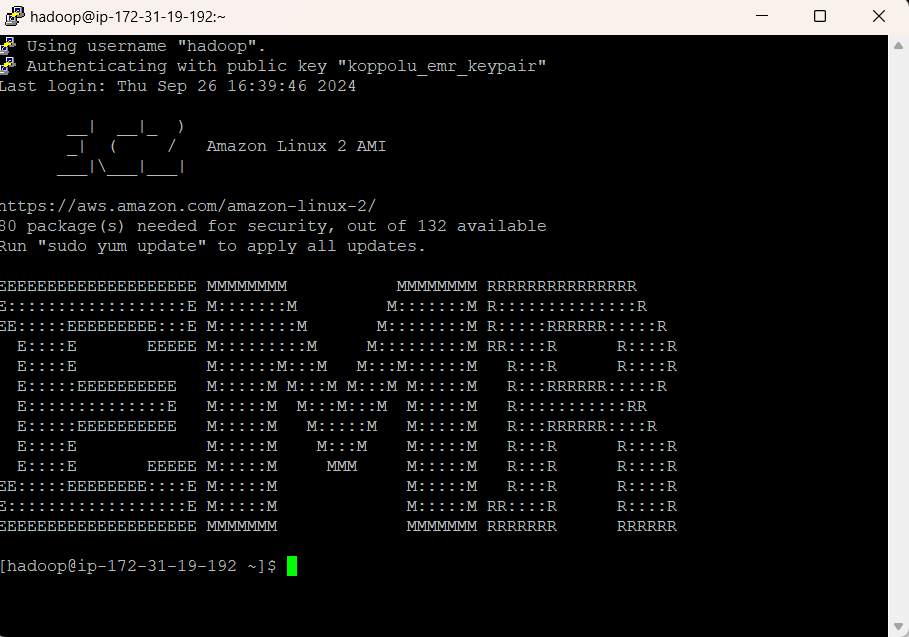 hadoop@ip-172-31-19-192:~
Using username "hadoop".
Authenticating with public key "koppolu_emr_keypair"
Last login: Thu Sep 26 16:39:46 2024

       __|  __|_  )
       _|  (     /   Amazon Linux 2 AMI
      ___|\___|___|

https://aws.amazon.com/amazon-linux-2/
80 package(s) needed for security, out of 132 available
Run "sudo yum update" to apply all updates.

EEEEEEEEEEEEEEEEEEEE MMMMMMMM           MMMMMMMM RRRRRRRRRRRRRRR
E::::::::::::::::::E M:::::::M         M:::::::M R::::::::::::::R
EE:::::EEEEEEEEE:::E M::::::::M       M::::::::M R:::::RRRRRR:::::R
  E::::E       EEEEE M:::::::::M     M:::::::::M RR::::R      R::::R
  E::::E             M::::::M:::M   M:::M::::::M   R:::R      R::::R
  E:::::EEEEEEEEEE   M:::::M M:::M M:::M M:::::M   R:::RRRRRR:::::R
  E::::::::::::::E   M:::::M  M:::M:::M  M:::::M   R:::::::::::RR
  E:::::EEEEEEEEEE   M:::::M   M:::::M   M:::::M   R:::RRRRRR::::R
  E::::E             M:::::M    M:::M    M:::::M   R:::R      R::::R
  E::::E       EEEEE M:::::M     MMM     M:::::M   R:::R      R::::R
EE:::::EEEEEEEE::::E M:::::M             M:::::M   R:::R      R::::R
E::::::::::::::::::E M:::::M             M:::::M RR::::R      R::::R
EEEEEEEEEEEEEEEEEEEE MMMMMMM             MMMMMMM RRRRRRR      RRRRRR

[hadoop@ip-172-31-19-192 ~]$